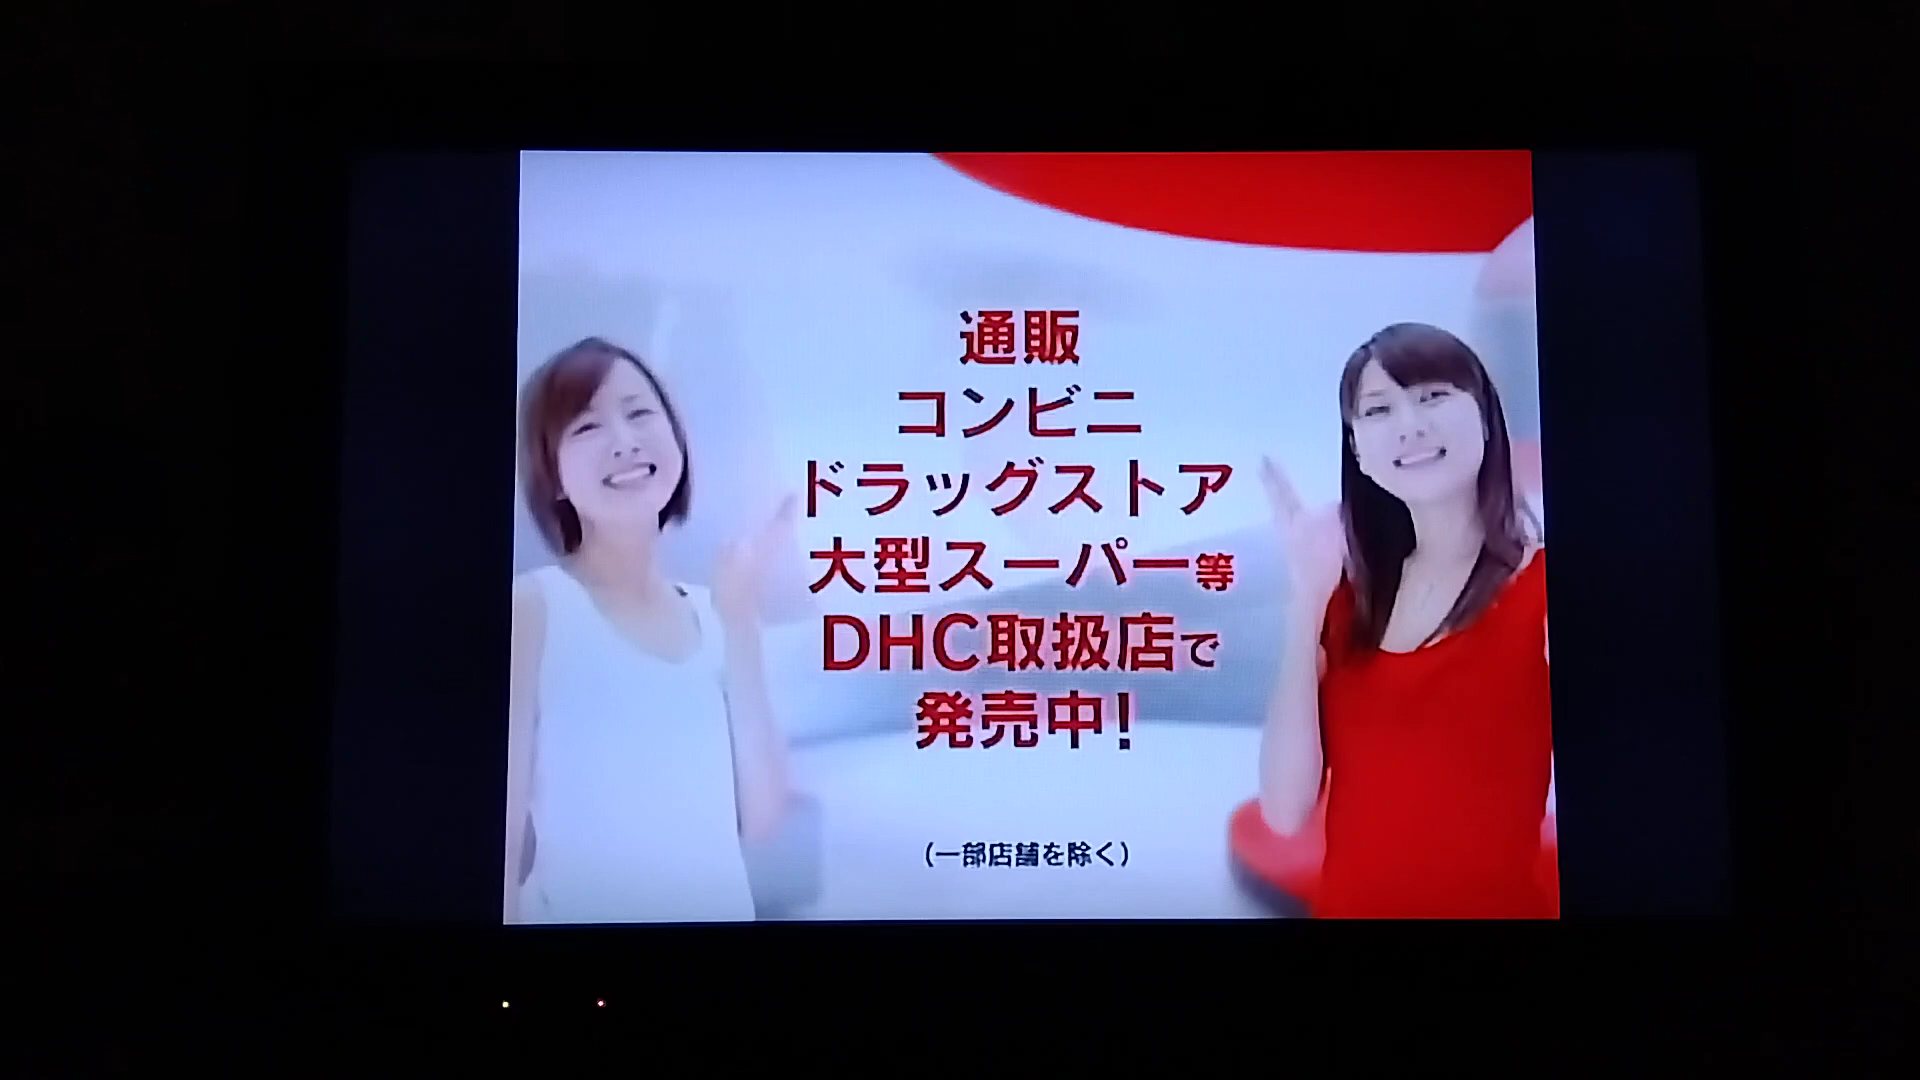 通販
コンビニ
ドラッグストア
大型スーパー等
DHC取扱店で
発売中!
(一部店舗を除く)